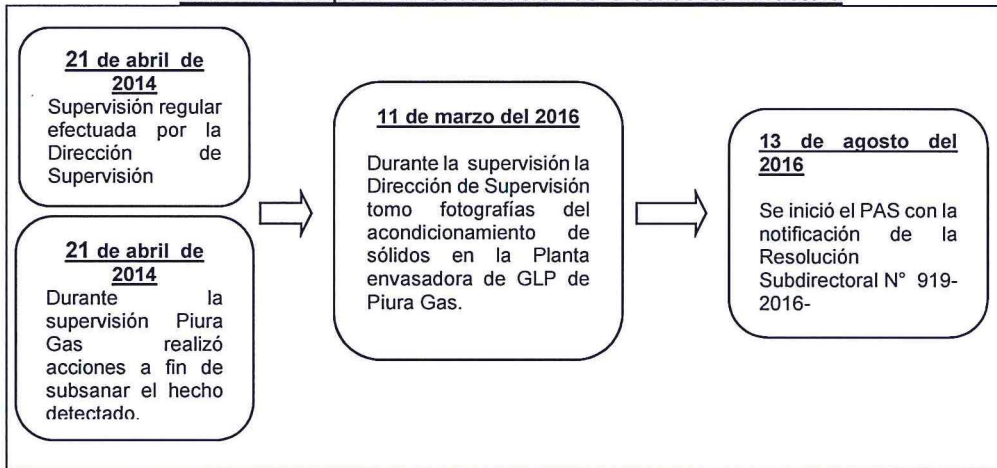 21 de abril de
2014
Supervisión regular
efectuada por la
Dirección de
Supervisión
21 de abril de
2014
Durante la
supervisión Piura
Gas realizó
acciones a fin de
subsanar el hecho
detectado.
11 de marzo del 2016
Durante la supervisión la
Dirección de Supervisión
tomo fotografías del
acondicionamiento de
sólidos en la Planta
envasadora de GLP de
Piura Gas.
13 de agosto del
2016
Se inició el PAS con la
notificación de la
Resolución
Subdirectoral N° 919-
2016-